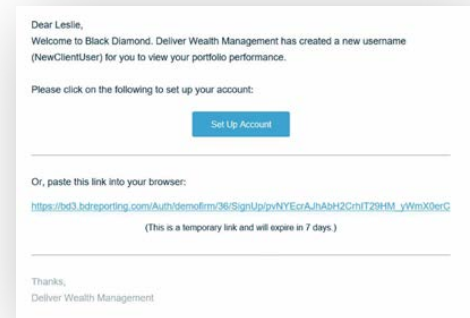 Dear Leslie,
Welcome to Black Diamond. Deliver Wealth Management has created a new username
(NewClientUser) for you to view your portfolio performance.
Please click on the following to set up your account:
Set Up Account
Or, paste this link into your browser:
https://bd3.bdreporting.com/Auth/demofirm/36/SignUp/pvNYEcrAJhAbH2CrhIT29HM_yWmX0erC
(This is a temporary link and will expire in 7 days.)
Thanks,
Deliver Wealth Management